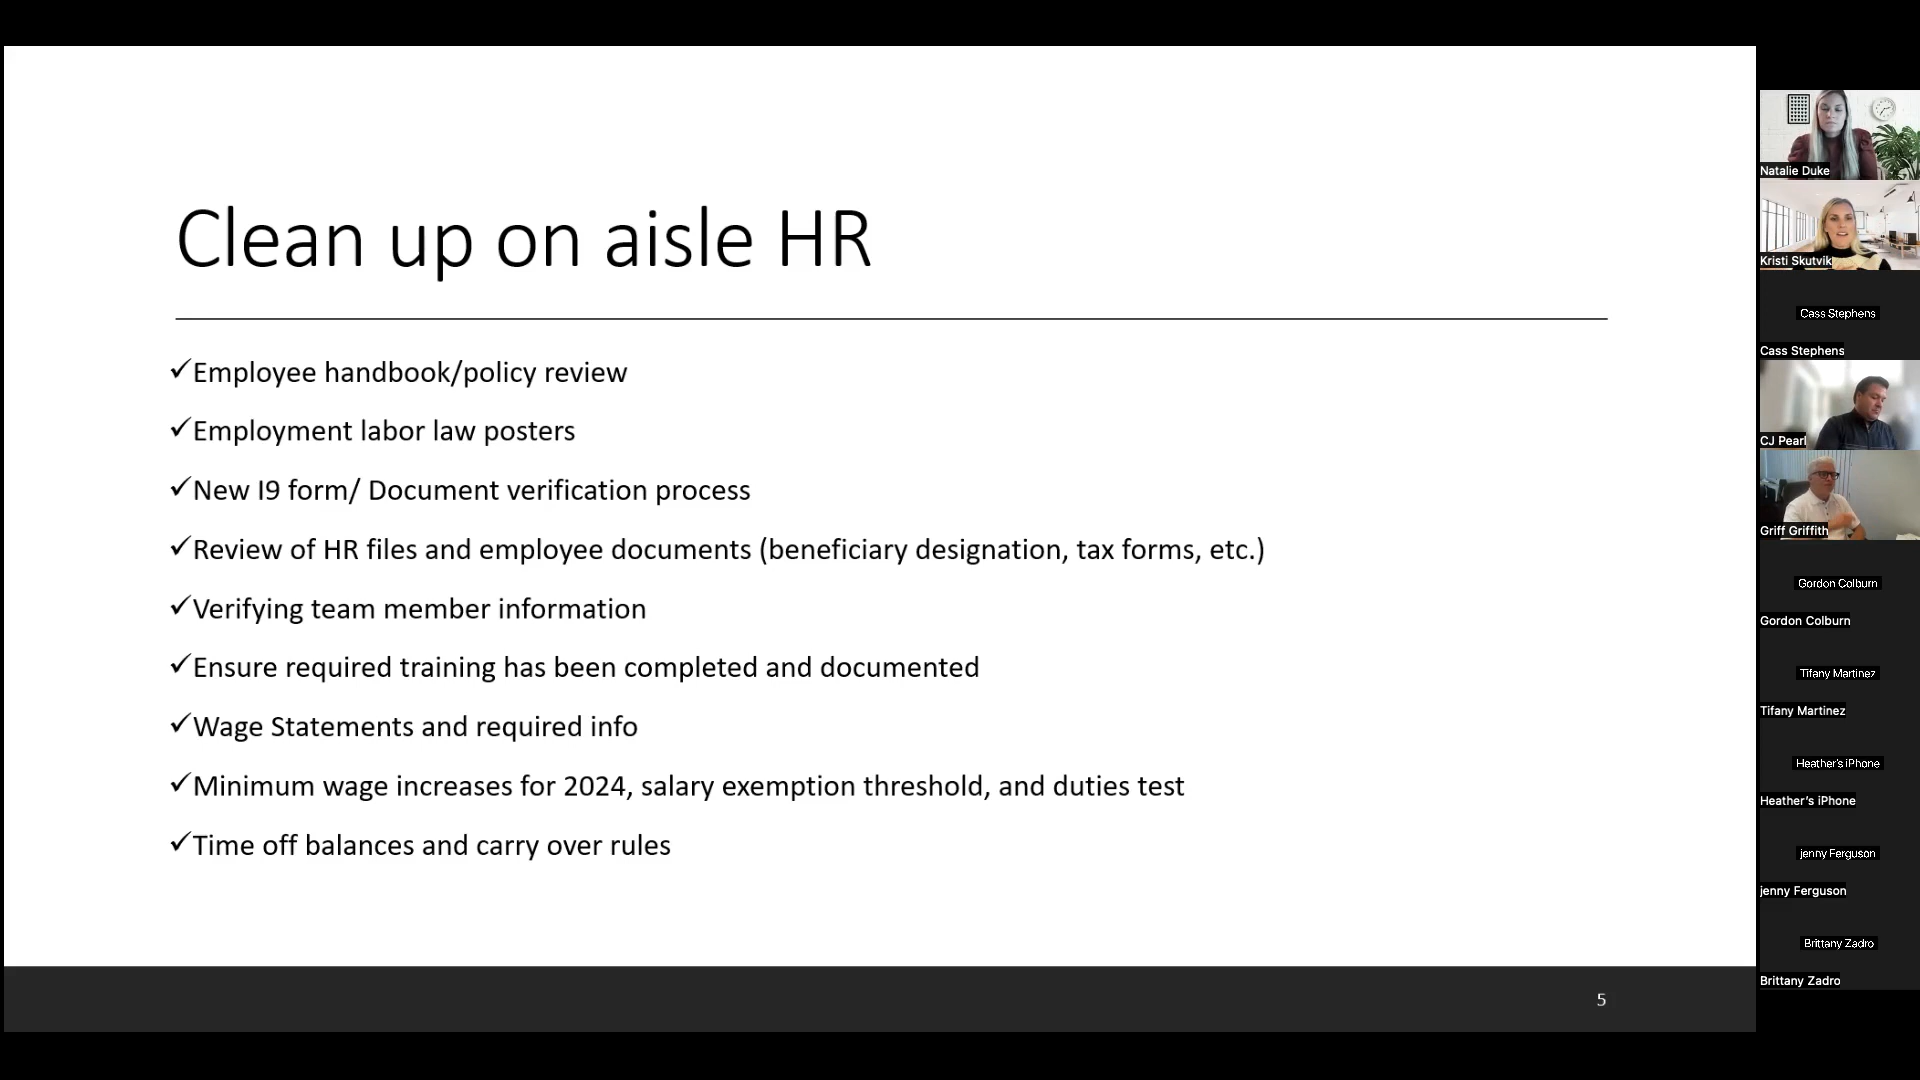 Clean up on aisle HR
✓Employee handbook/policy review
✓Employment labor law posters
✓New I9 form/ Document verification process
✓Review of HR files and employee documents (beneficiary designation, tax forms, etc.)
✓Verifying team member information
✓Ensure required training has been completed and documented
✓Wage Statements and required info
✓Minimum wage increases for 2024, salary exemption threshold, and duties test
✓Time off balances and carry over rules
5
Natalie Duke
Kristi Skutvik
Cass Stephens
Cass Stephens
CJ Pearl
Griff Griffith
Gordon Colburn
Gordon Colburn
Tifany Martinez
Tifany Martinez
Heather's iPhone
Heather's iPhone
jenny Ferguson
jenny Ferguson
Brittany Zadro
Brittany Zadro